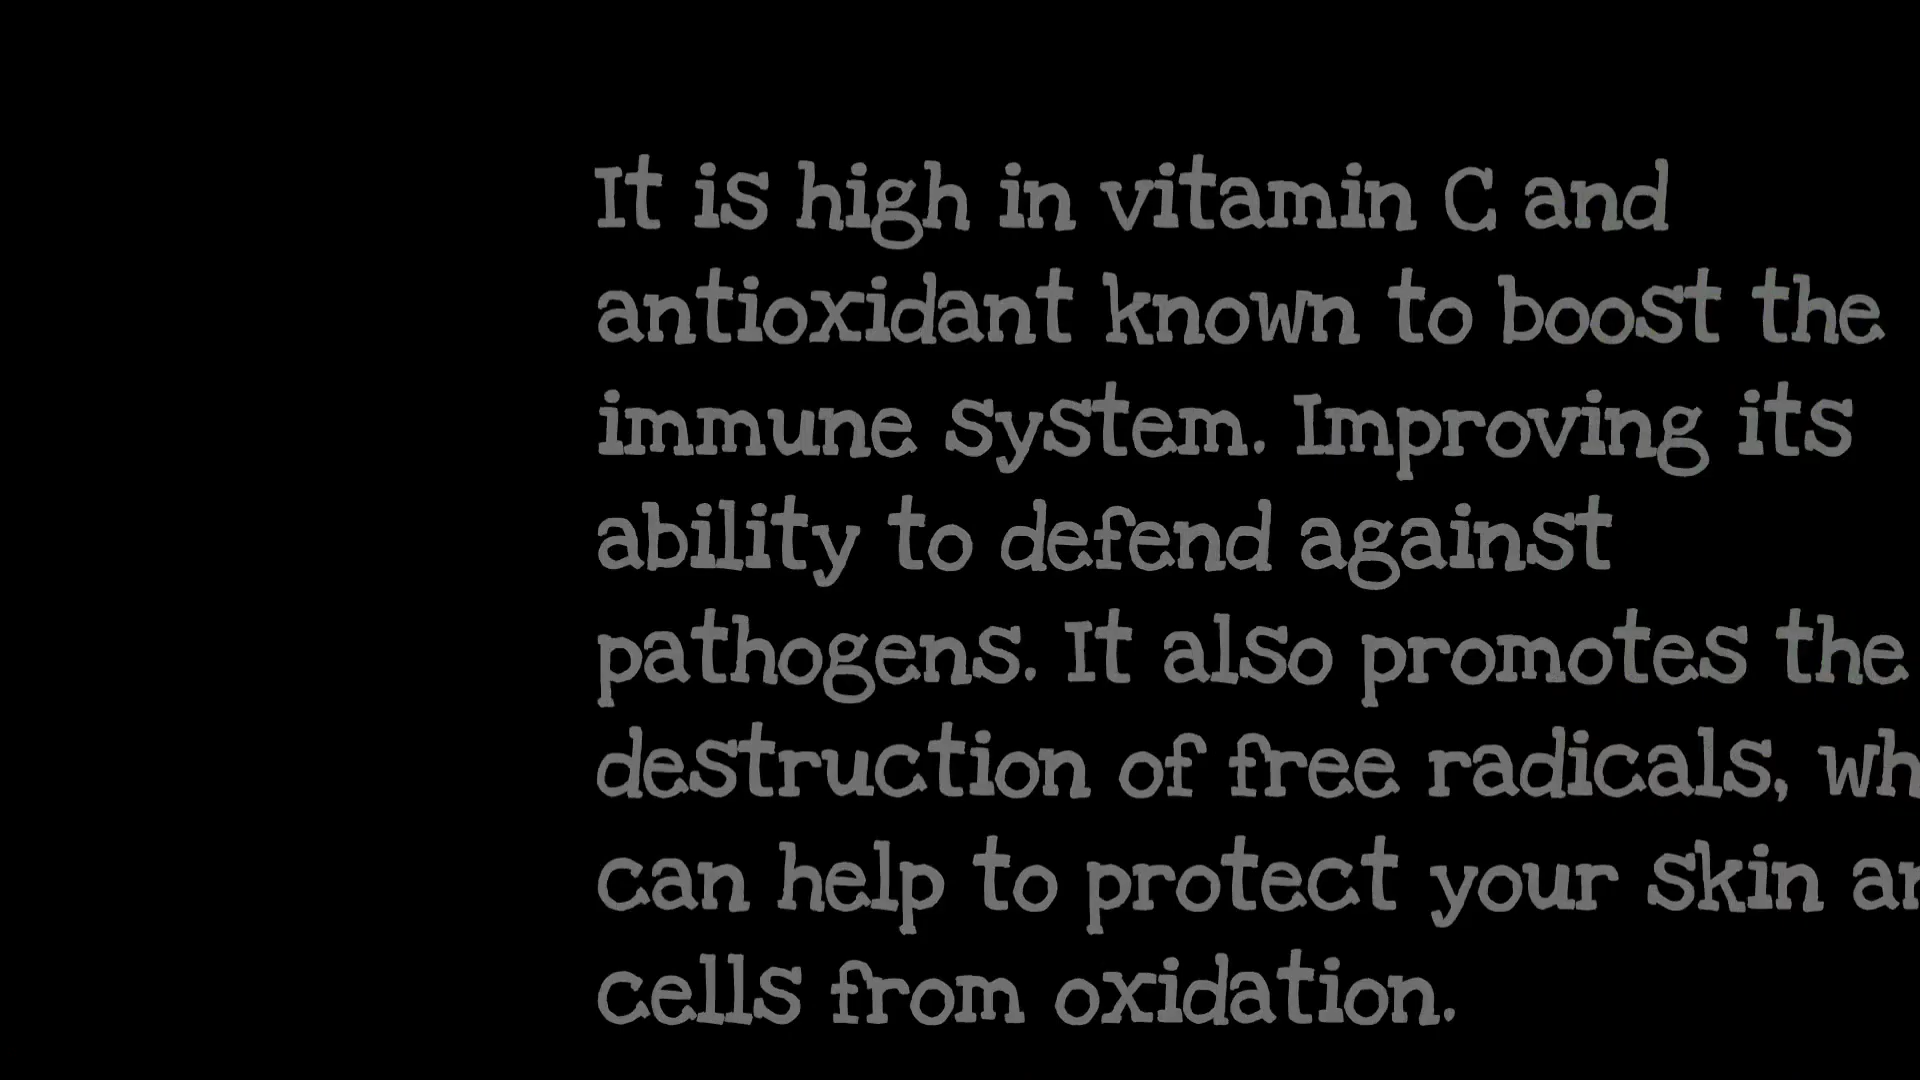 It is high in vitamin C and
antioxidant known to boost the
immune system. Improving its
ability to defend against
pathogens. It also promotes the
destruction of free radicals, wh
can help to protect your skin an
cells from oxidation.